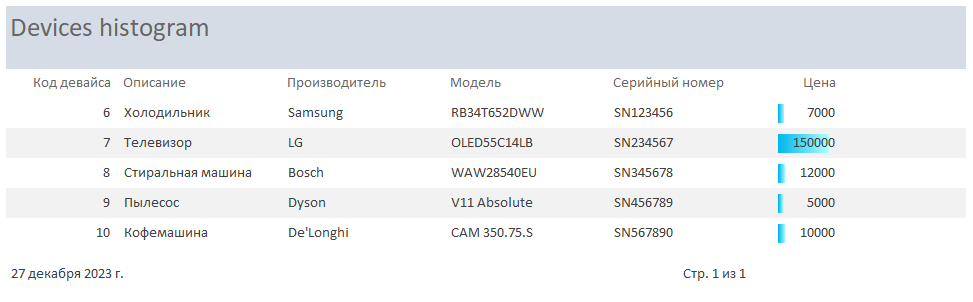 Devices histogram
Код девайса Описание Производитель Модель Серийный номер Цена
6 Холодильник Samsung RB34T652DWW SN123456 7000
7 Телевизор LG OLED55C14LB SN234567 150000
8 Стиральная машина Bosch WAW28540EU SN345678 12000
9 Пылесос Dyson V11 Absolute SN456789 5000
10 Кофемашина De'Longhi CAM 350.75.S SN567890 10000
27 декабря 2023 г. Стр. 1 из 1